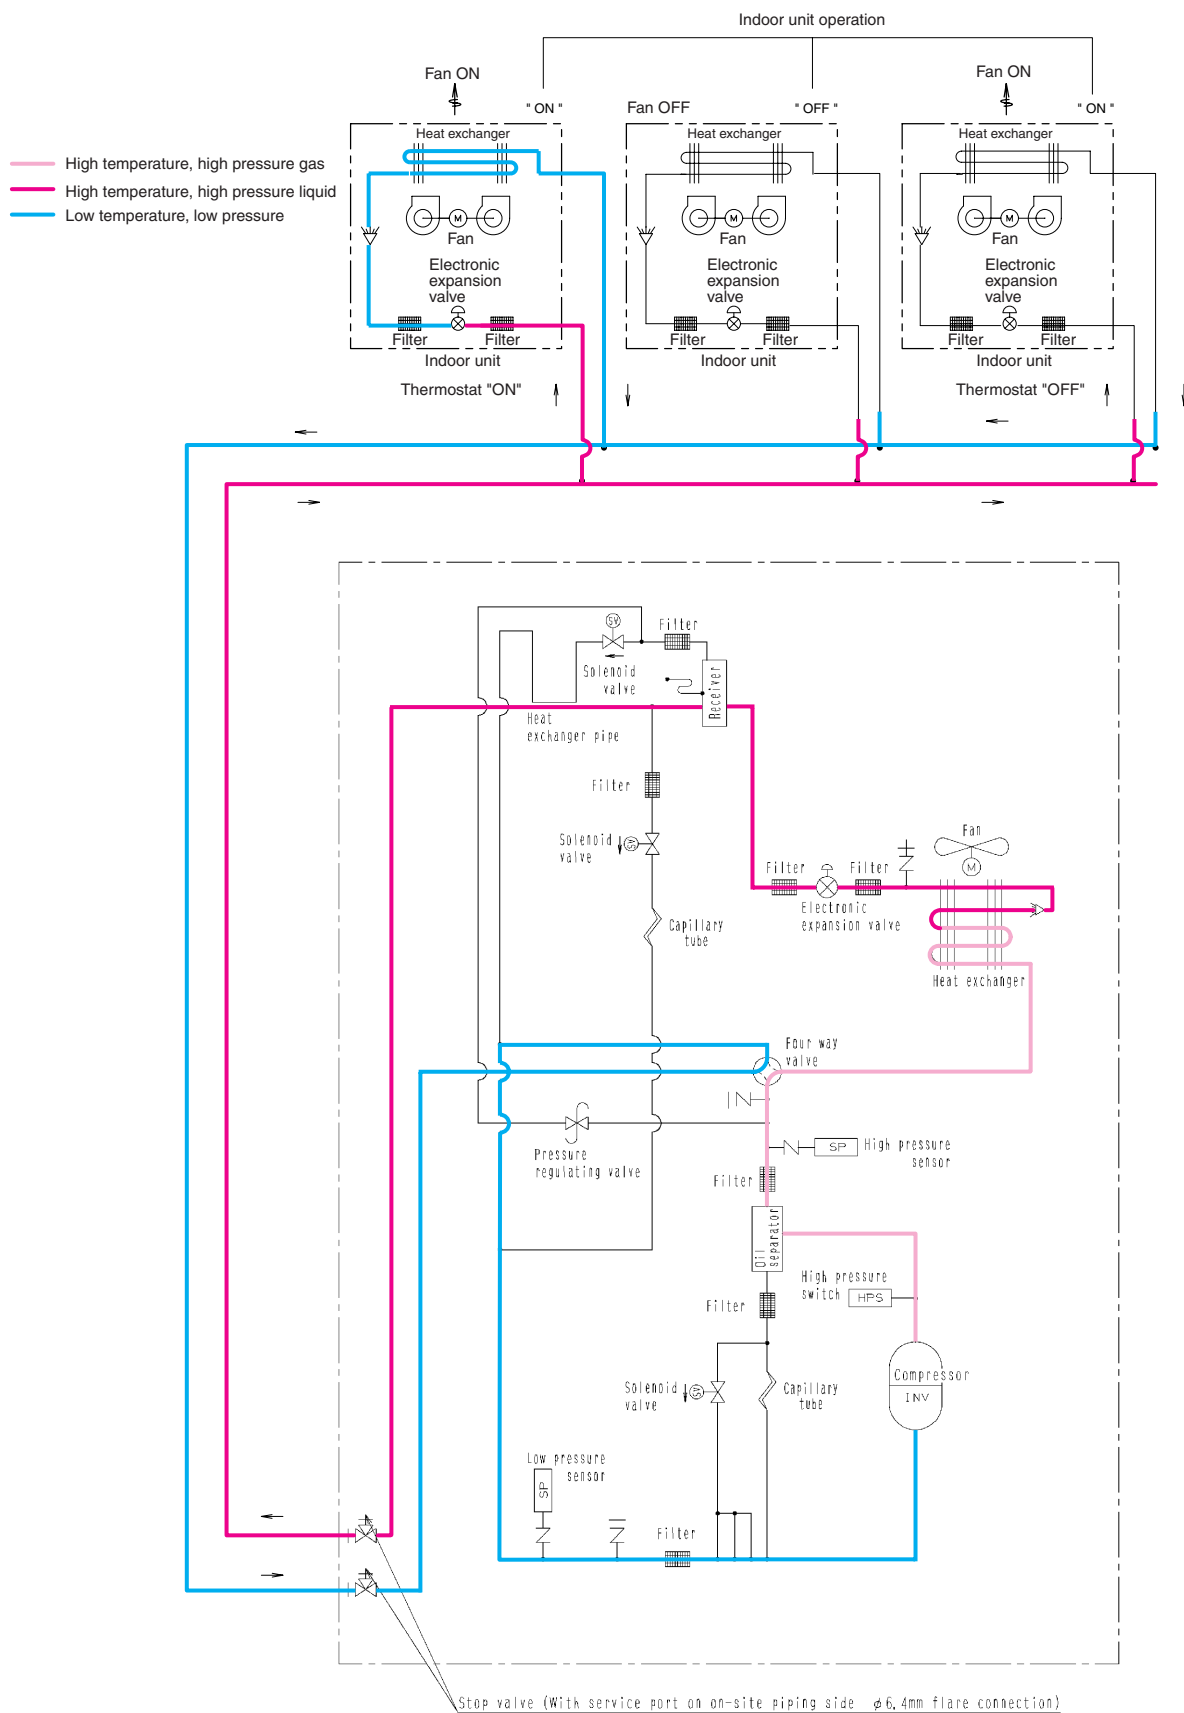 Indoor unit operation
Fan ON
" ON "
Fan OFF
" OFF "
Fan ON
" ON "
High temperature, high pressure gas
High temperature, high pressure liquid
Low temperature, low pressure
Heat exchanger
M
Fan
Electronic
expansion
valve
Filter
Filter
Indoor unit
Thermostat "ON"
Heat exchanger
M
Fan
Electronic
expansion
valve
Filter
Filter
Indoor unit
Heat exchanger
M
Fan
Electronic
expansion
valve
Filter
Filter
Indoor unit
Thermostat "OFF"
SV
Filter
Solenoid
valve
Receiver
Heat
exchanger pipe
Filter
Solenoid
valve
SV
Capillary
tube
Fan
M
Filter
Filter
Electronic
expansion valve
Heat exchanger
Four way
valve
Pressure
regulating valve
SP
High pressure
sensor
Filter
Oil
separator
High pressure
switch
HPS
Filter
Compressor
INV
Solenoid
valve
SV
Capillary
tube
Low pressure
sensor
SP
Filter
Stop valve (With service port on on-site piping side φ6.4mm flare connection)